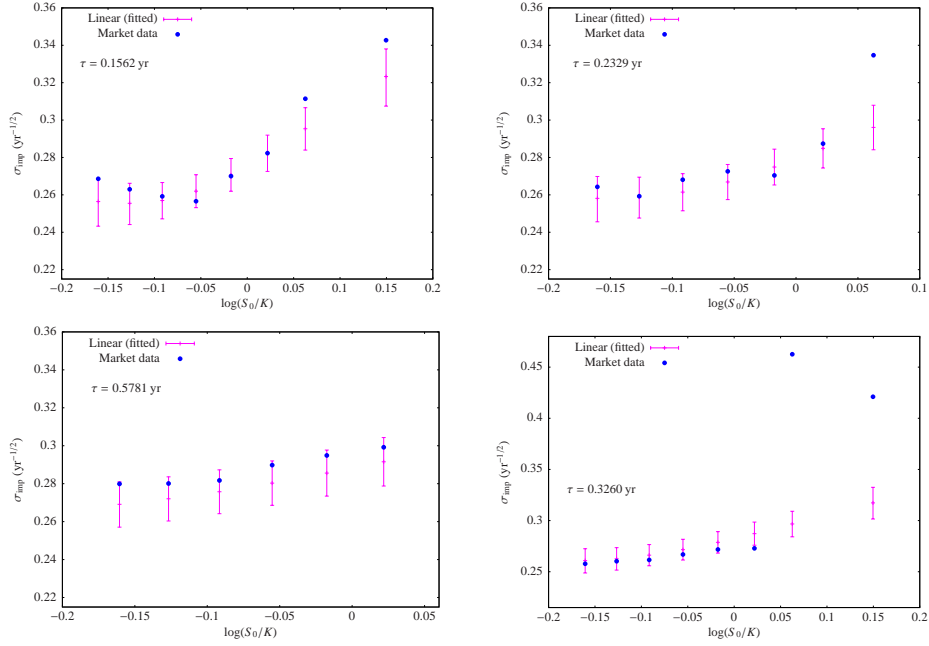 0.36
0.34
0.32
0.3
0.28
0.26
0.24
0.22
σimp (yr−1/2)
Linear (fitted)
Market data
τ = 0.1562 yr
−0.2 −0.15 −0.1 −0.05 0 0.05 0.1 0.15 0.2
log(S0/K)
0.36
0.34
0.32
0.3
0.28
0.26
0.24
0.22
σimp (yr−1/2)
Linear (fitted)
Market data
τ = 0.2329 yr
−0.2 −0.15 −0.1 −0.05 0 0.05 0.1
log(S0/K)
0.36
0.34
0.32
0.3
0.28
0.26
0.24
0.22
σimp (yr−1/2)
Linear (fitted)
Market data
τ = 0.5781 yr
−0.2 −0.15 −0.1 −0.05 0 0.05
log(S0/K)
0.45
0.4
0.35
0.3
0.25
σimp (yr−1/2)
Linear (fitted)
Market data
τ = 0.3260 yr
−0.2 −0.15 −0.1 −0.05 0 0.05 0.1 0.15 0.2
log(S0/K)